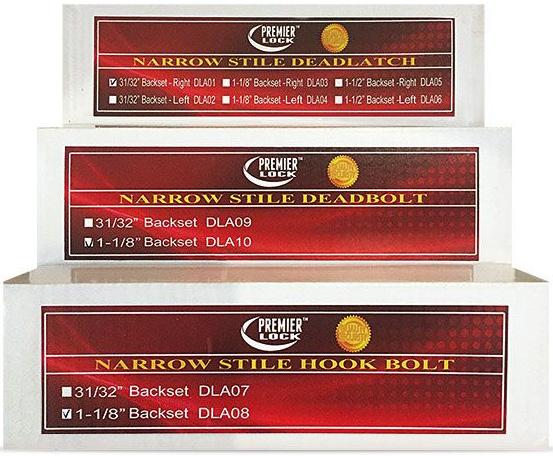 PREMIER™
LOCK
NARROW STILE DEADLATCH
31/32" Backset - Right DLA01 1-1/8" Backset -Right DLA03 1-1/2" Backset -Right DLA05
31/32" Backset - Left DLA02 1-1/8" Backset -Left DLA04 1-1/2" Backset -Left DLA06
PREMIER™
LOCK
NARROW STILE DEADBOLT
31/32" Backset DLA09
1-1/8" Backset DLA10
PREMIER™
LOCK
NARROW STILE HOOK BOLT
31/32" Backset DLA07
1-1/8" Backset DLA08